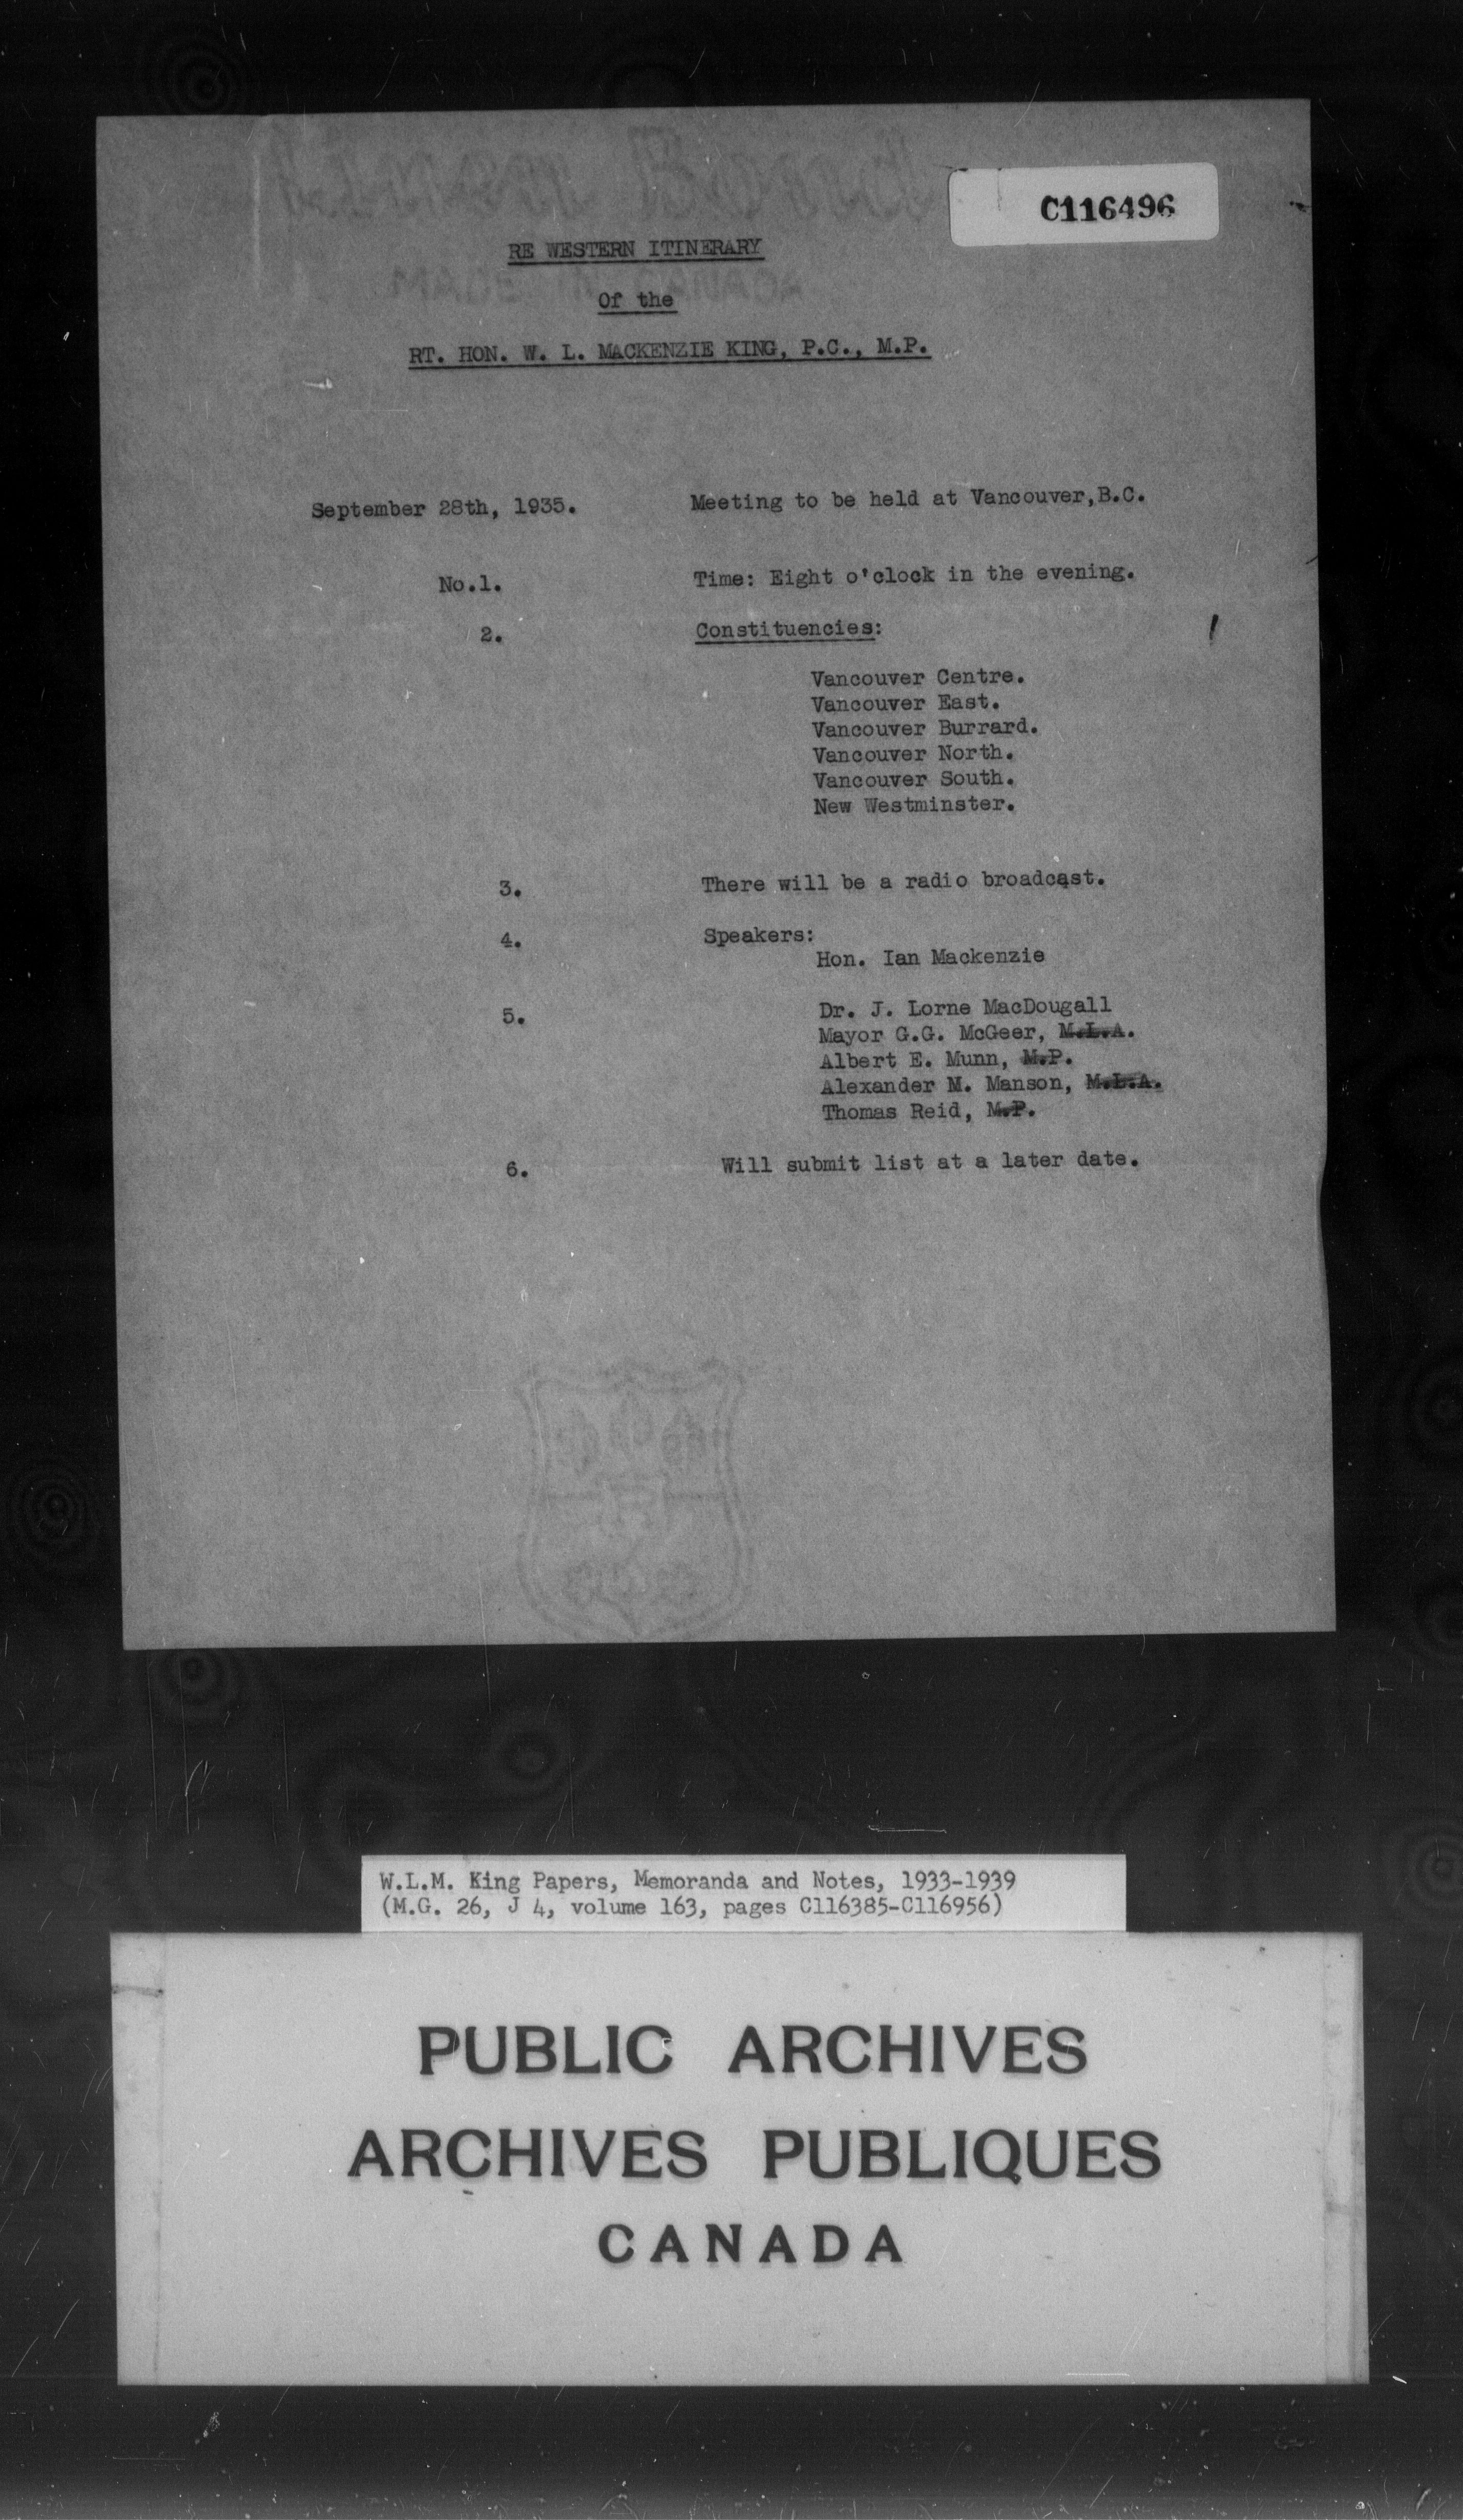 C116496
RE WESTERN ITINERARY
Of the
RT. HON. W. L. MACKENZIE KING, P.C., M.P.
September 28th, 1935. Meeting to be held at Vancouver,B.C.
No.1. Time: Eight o'clock in the evening.
2. Constituencies:
Vancouver Centre.
Vancouver East.
Vancouver Burrard.
Vancouver North.
Vancouver South.
New Westminster.
3. There will be a radio broadcast.
4. Speakers:
Hon. Ian Mackenzie
5. Dr. J. Lorne MacDougall
Mayor G.G. McGeer, M.L.A.
Albert E. Munn, M.P.
Alexander M. Manson, M.L.A.
Thomas Reid, M.P.
6. Will submit list at a later date.
W.L.M. King Papers, Memoranda and Notes, 1933-1939
(M.G. 26, J 4, volume 163, pages C116385-C116956)
PUBLIC ARCHIVES
ARCHIVES PUBLIQUES
CANADA